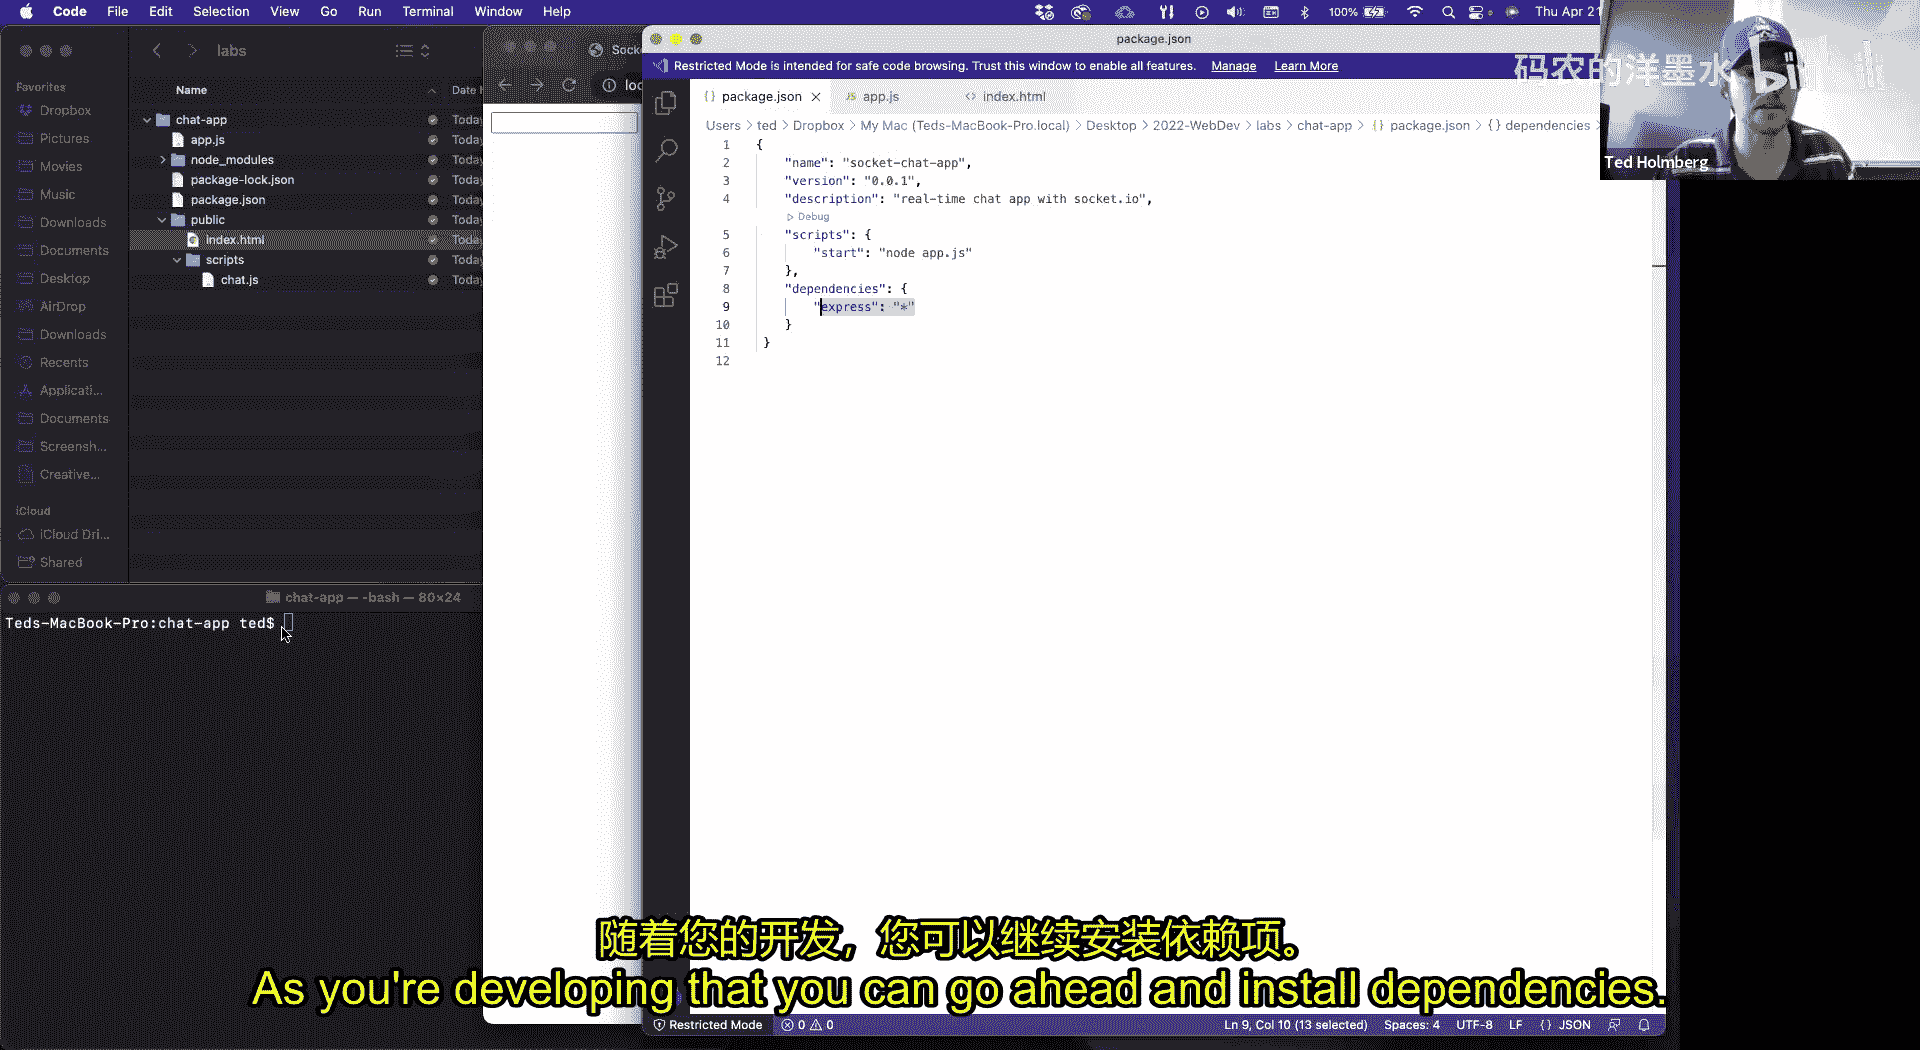 Code File Edit Selection View Go Run Terminal Window Help
100% Thu Apr 21
labs
Favorites
Dropbox
Pictures
Movies
Music
Downloads
Documents
Desktop
AirDrop
Downloads
Recents
Applicati...
Documents
Screensh...
Creative...
iCloud
iCloud Dri...
Shared
Name Date
chat-app Today
app.js Today
node_modules Today
package-lock.json Today
package.json Today
public Today
index.html Today
scripts Today
chat.js Today
chat-app — -bash — 80×24
Teds-MacBook-Pro:chat-app ted$
Sock
loc
package.json
Restricted Mode is intended for safe code browsing. Trust this window to enable all features. Manage Learn More
package.json app.js index.html
Users > ted > Dropbox > My Mac (Teds-MacBook-Pro.local) > Desktop > 2022-WebDev > labs > chat-app > {} package.json > {} dependencies >
1 {
2 "name": "socket-chat-app",
3 "version": "0.0.1",
4 "description": "real-time chat app with socket.io",
Debug
5 "scripts": {
6 "start": "node app.js"
7 },
8 "dependencies": {
9 "express": "*"
10 }
11 }
12
码农的洋墨水
Ted Holmberg
随着您的开发，您可以继续安装依赖项。
As you're developing that you can go ahead and install dependencies.
Restricted Mode 0 0 Ln 9, Col 10 (13 selected) Spaces: 4 UTF-8 LF {} JSON